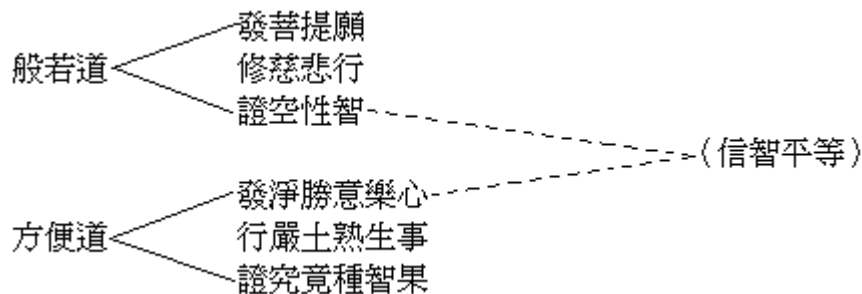 發菩提願
般若道
修慈悲行
證空性智
(信智平等)
發淨勝意樂心
方便道
行嚴土熟生事
證究竟種智果